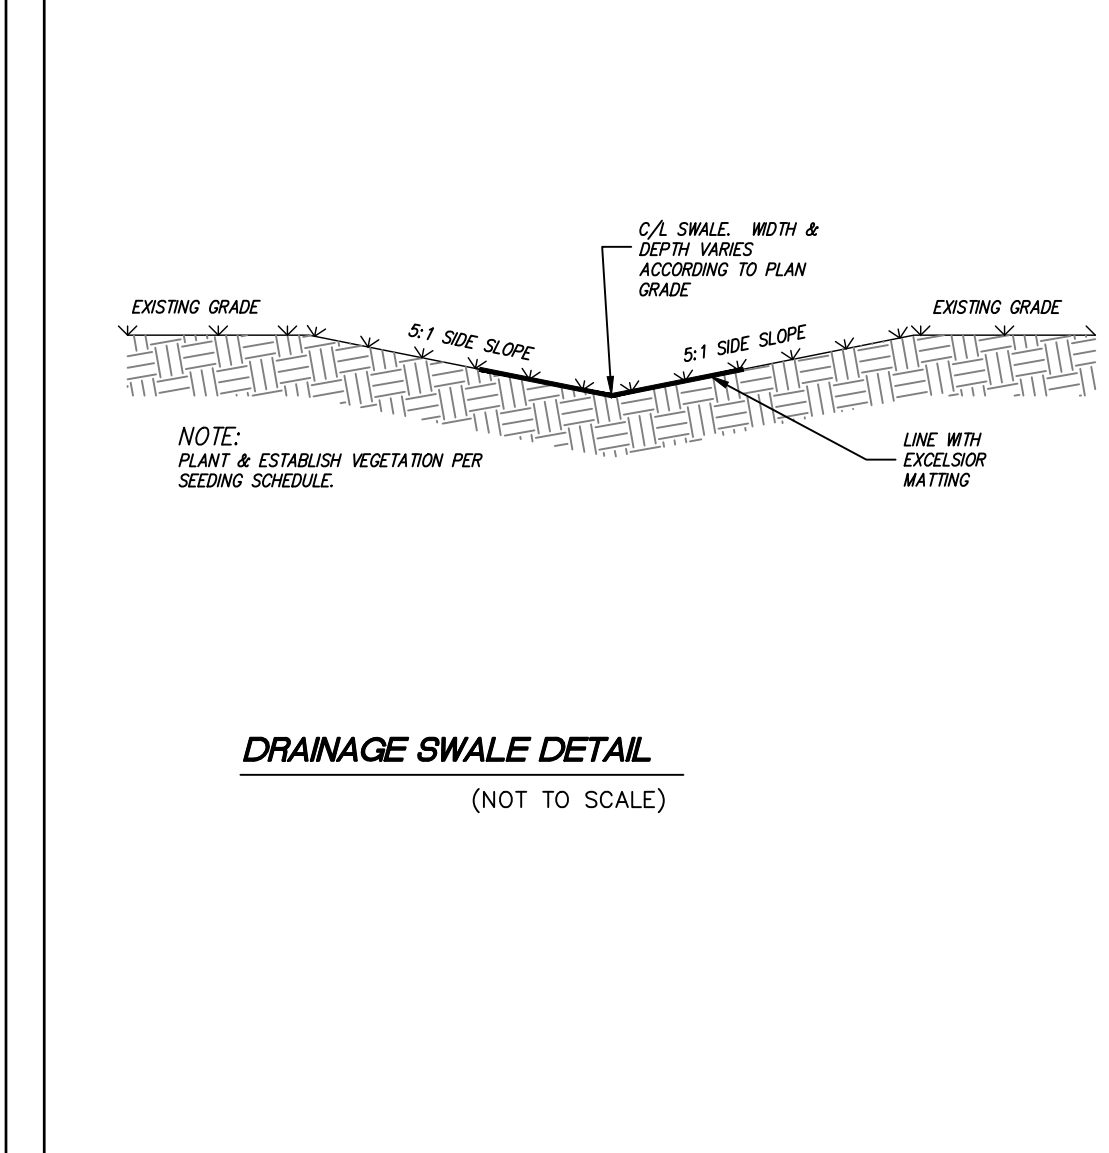 C/L SWALE. WIDTH &
DEPTH VARIES
ACCORDING TO PLAN
GRADE
EXISTING GRADE
EXISTING GRADE
5:1 SIDE SLOPE
5:1 SIDE SLOPE
NOTE:
PLANT & ESTABLISH VEGETATION PER
SEEDING SCHEDULE.
LINE WITH
EXCELSIOR
MATTING
DRAINAGE SWALE DETAIL
(NOT TO SCALE)